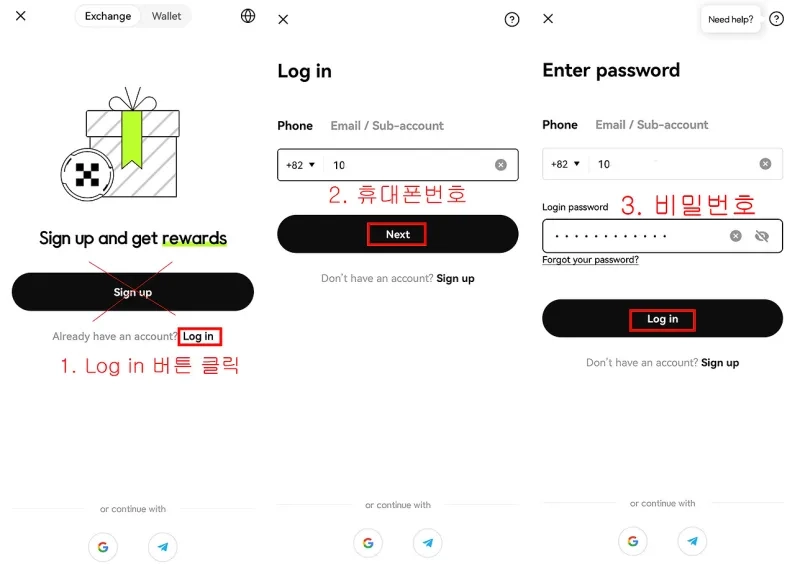 Exchange Wallet
Sign up and get rewards
Sign up
Already have an account? Log in
1. Log in 버튼 클릭
or continue with
Log in
Phone Email / Sub-account
+82 10
2. 휴대폰번호
Next
Don't have an account? Sign up
or continue with
Need help?
Enter password
Phone Email / Sub-account
+82 10
Login password
3. 비밀번호
Forgot your password?
Log in
Don't have an account? Sign up
or continue with